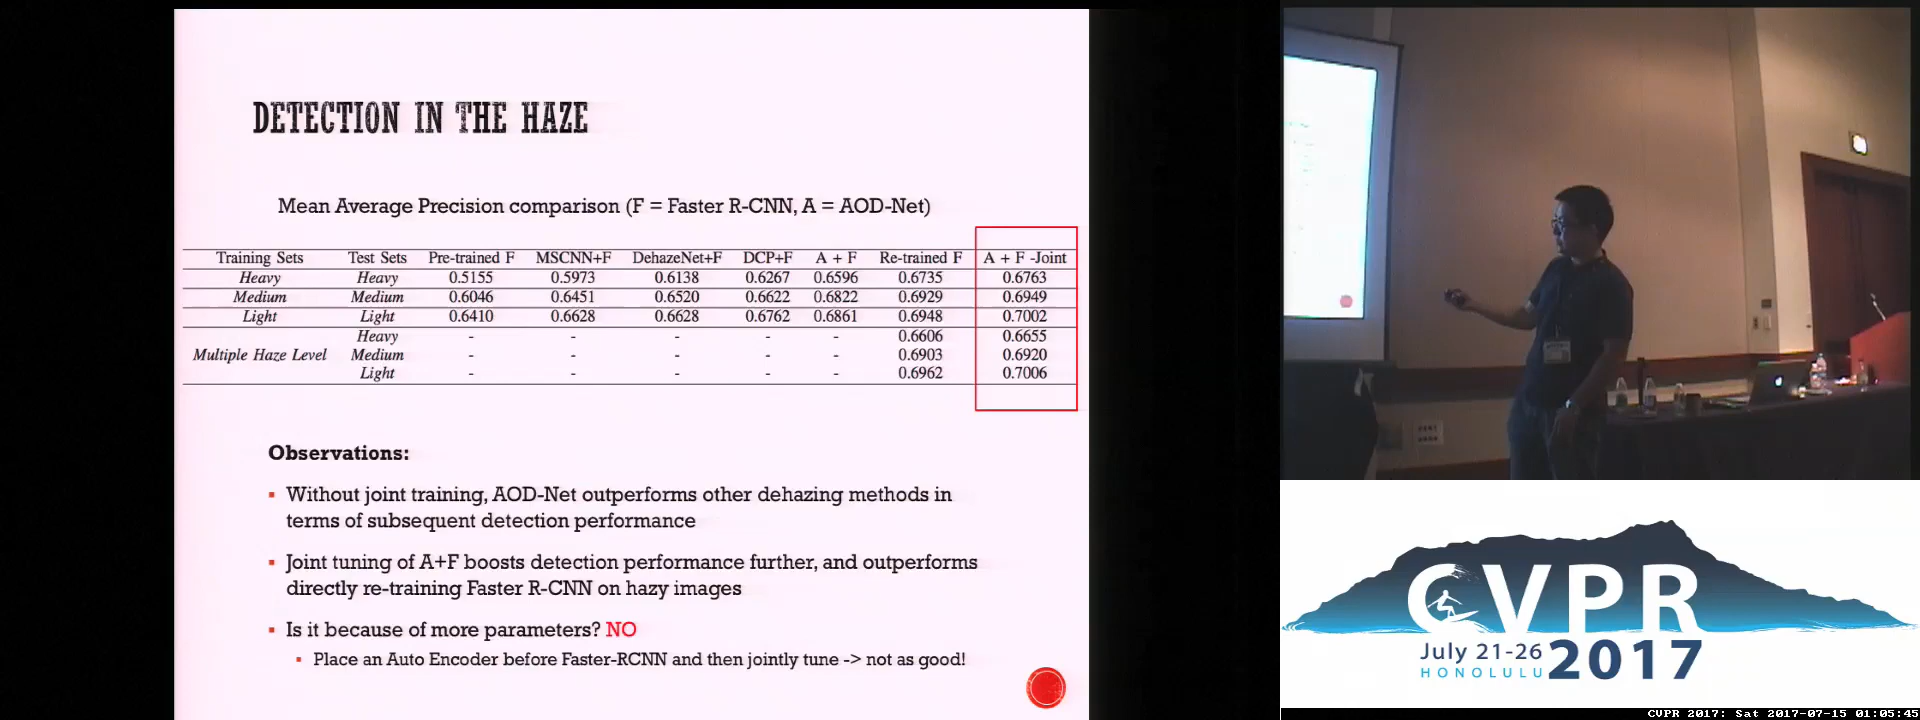 DETECTION IN THE HAZE
Mean Average Precision comparison (F = Faster R-CNN, A = AOD-Net)
Training Sets Test Sets Pre-trained F MSCNN+F DehazeNet+F DCP+F A + F Re-trained F A + F -Joint
Heavy Heavy 0.5155 0.5973 0.6138 0.6267 0.6596 0.6735 0.6763
Medium Medium 0.6046 0.6451 0.6520 0.6622 0.6822 0.6929 0.6949
Light Light 0.6410 0.6628 0.6628 0.6762 0.6861 0.6948 0.7002
Heavy - - - - - 0.6606 0.6655
Multiple Haze Level Medium - - - - - 0.6903 0.6920
Light - - - - - 0.6962 0.7006
Observations:
▪ Without joint training, AOD-Net outperforms other dehazing methods in
terms of subsequent detection performance
▪ Joint tuning of A+F boosts detection performance further, and outperforms
directly re-training Faster R-CNN on hazy images
▪ Is it because of more parameters? NO
▪ Place an Auto Encoder before Faster-RCNN and then jointly tune -> not as good!
CVPR
July 21-26
HONOLULU
2017
CVPR 2017: Sat 2017-07-15 01:05:45